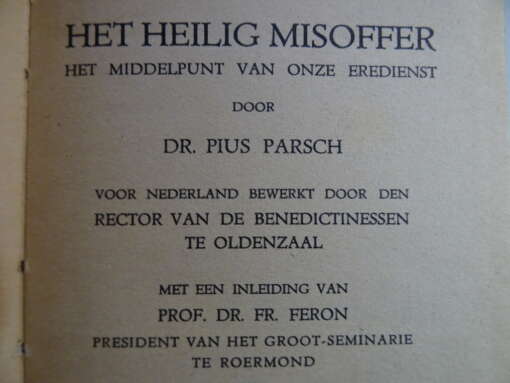 HET HEILIG MISOFFER
HET MIDDELPUNT VAN ONZE EREDIENST
DOOR
DR. PIUS PARSCH
VOOR NEDERLAND BEWERKT DOOR DEN
RECTOR VAN DE BENEDICTINESSEN
TE OLDENZAAL
MET EEN INLEIDING VAN
PROF. DR. FR. FERON
PRESIDENT VAN HET GROOT-SEMINARIE
TE ROERMOND